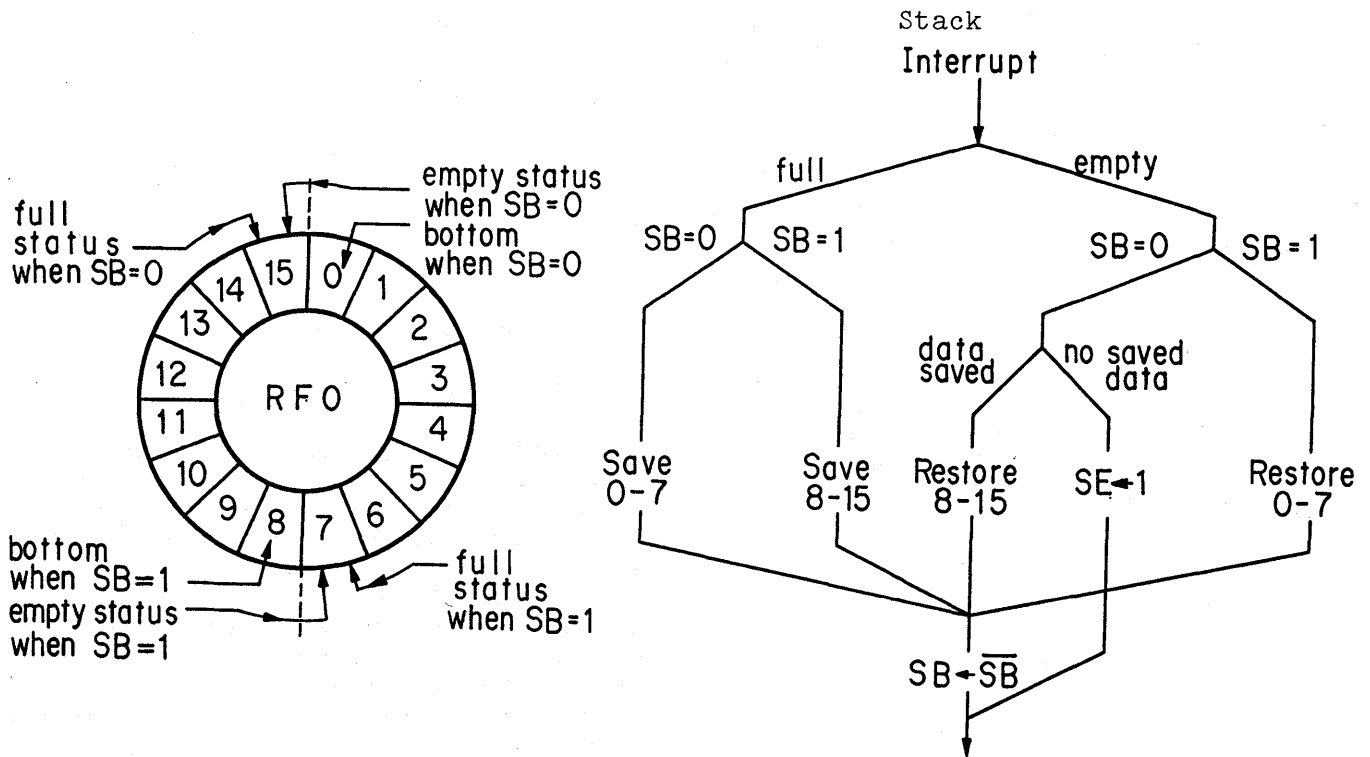 Stack
Interrupt
full
empty
SB=0
SB=1
SB=0
SB=1
data
saved
no saved
data
Save
0-7
Save
8-15
Restore
8-15
SE←1
Restore
0-7
SB←S̅B̅
empty status
when SB=0
bottom
when SB=0
full
status
when SB=0
0
1
2
3
4
5
6
7
8
9
10
11
12
13
14
15
RFO
bottom
when SB=1
empty status
when SB=1
full
status
when SB=1